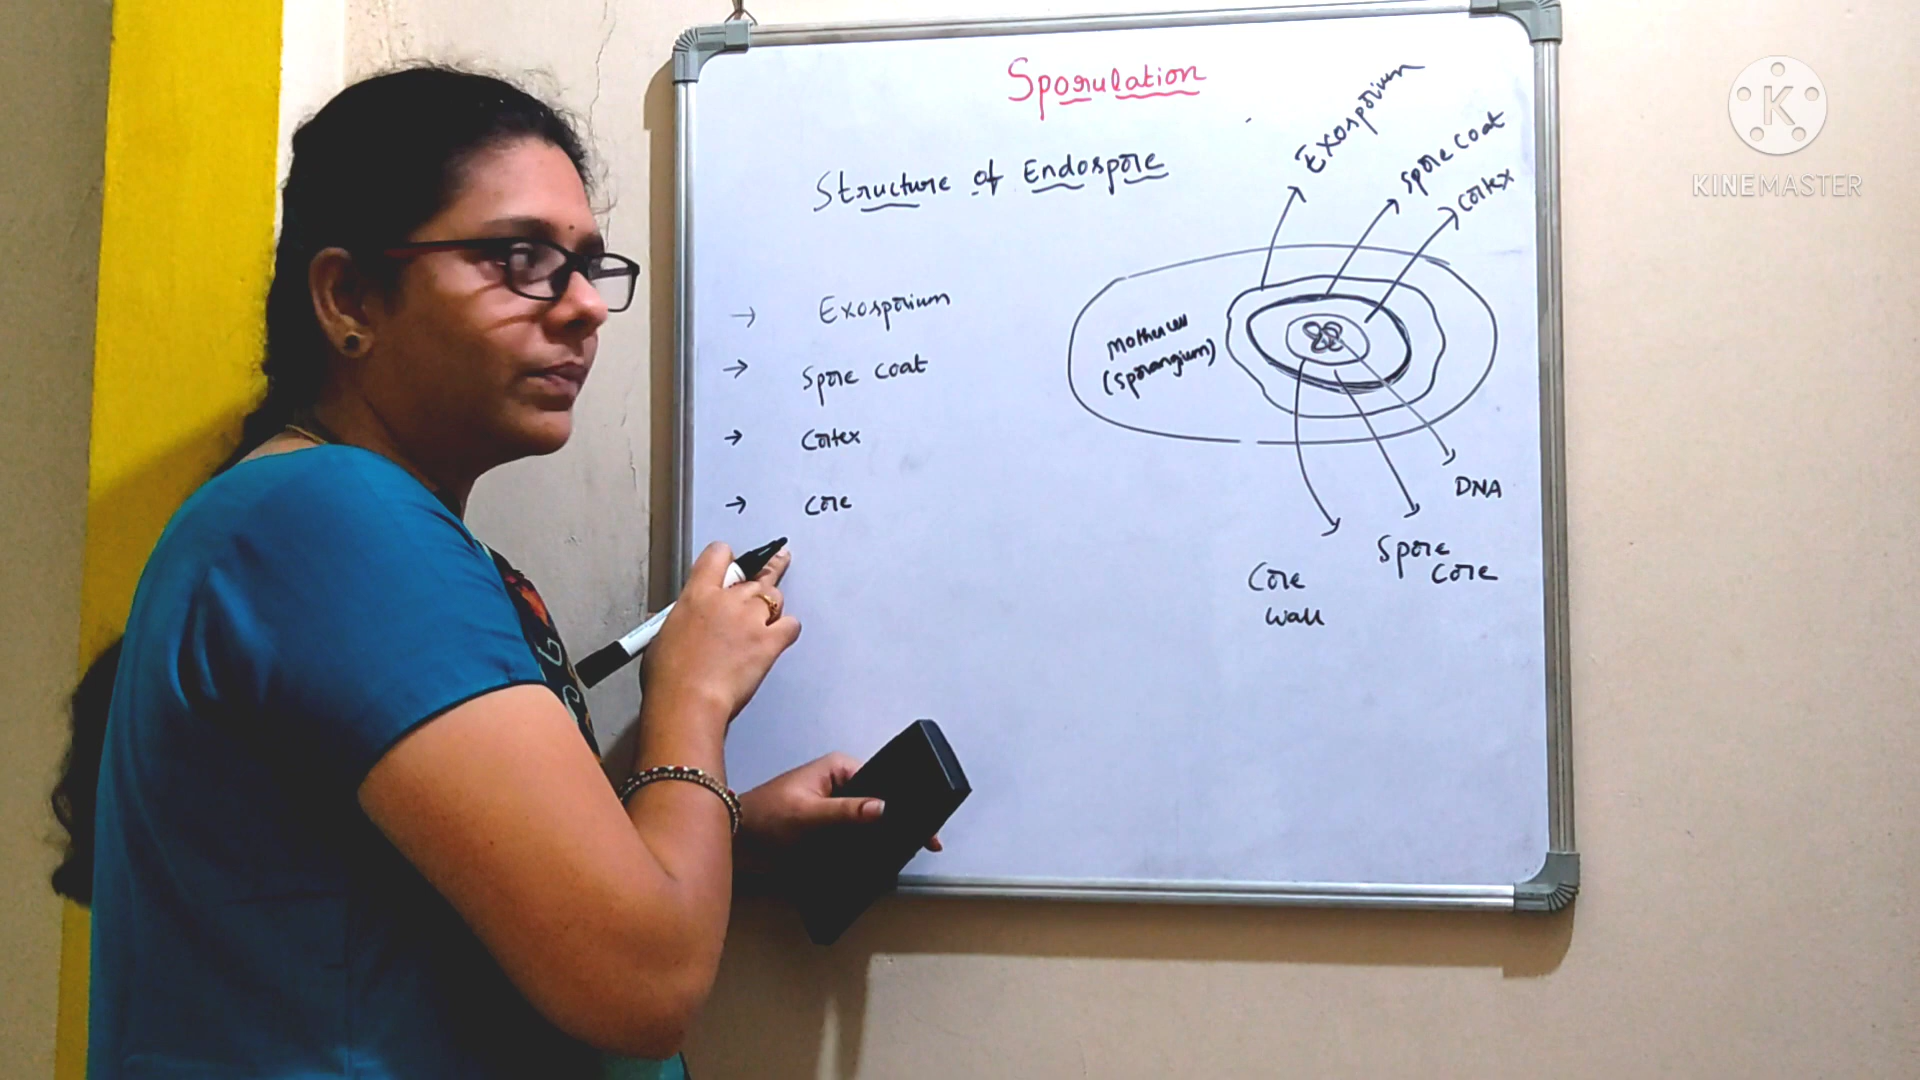 Sporulation
Structure of Endospore
→ Exosporium
→ Spore coat
→ Cortex
→ Core
Exosporium
Spore coat
Cortex
Mother cell
(Sporangium)
DNA
Spore
Core
Core
Wall
K
KINEMASTER